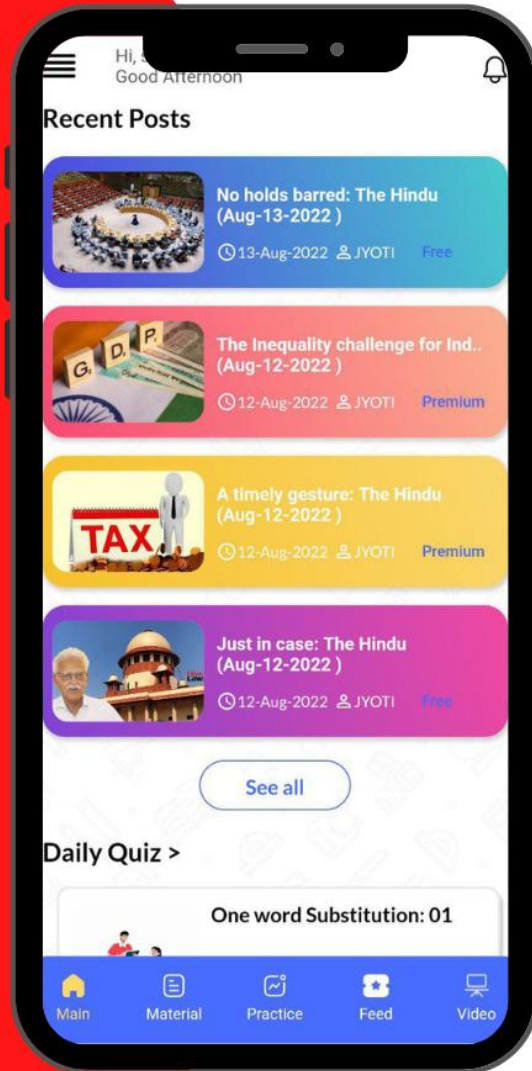 Hi,
Good Afternoon
Recent Posts
No holds barred: The Hindu
(Aug-13-2022 )
13-Aug-2022 JYOTI Free
G D P
The Inequality challenge for Ind..
(Aug-12-2022 )
12-Aug-2022 JYOTI Premium
TAX
A timely gesture: The Hindu
(Aug-12-2022 )
12-Aug-2022 JYOTI Premium
Just in case: The Hindu
(Aug-12-2022 )
12-Aug-2022 JYOTI Free
See all
Daily Quiz >
One word Substitution: 01
Main Material Practice Feed Video